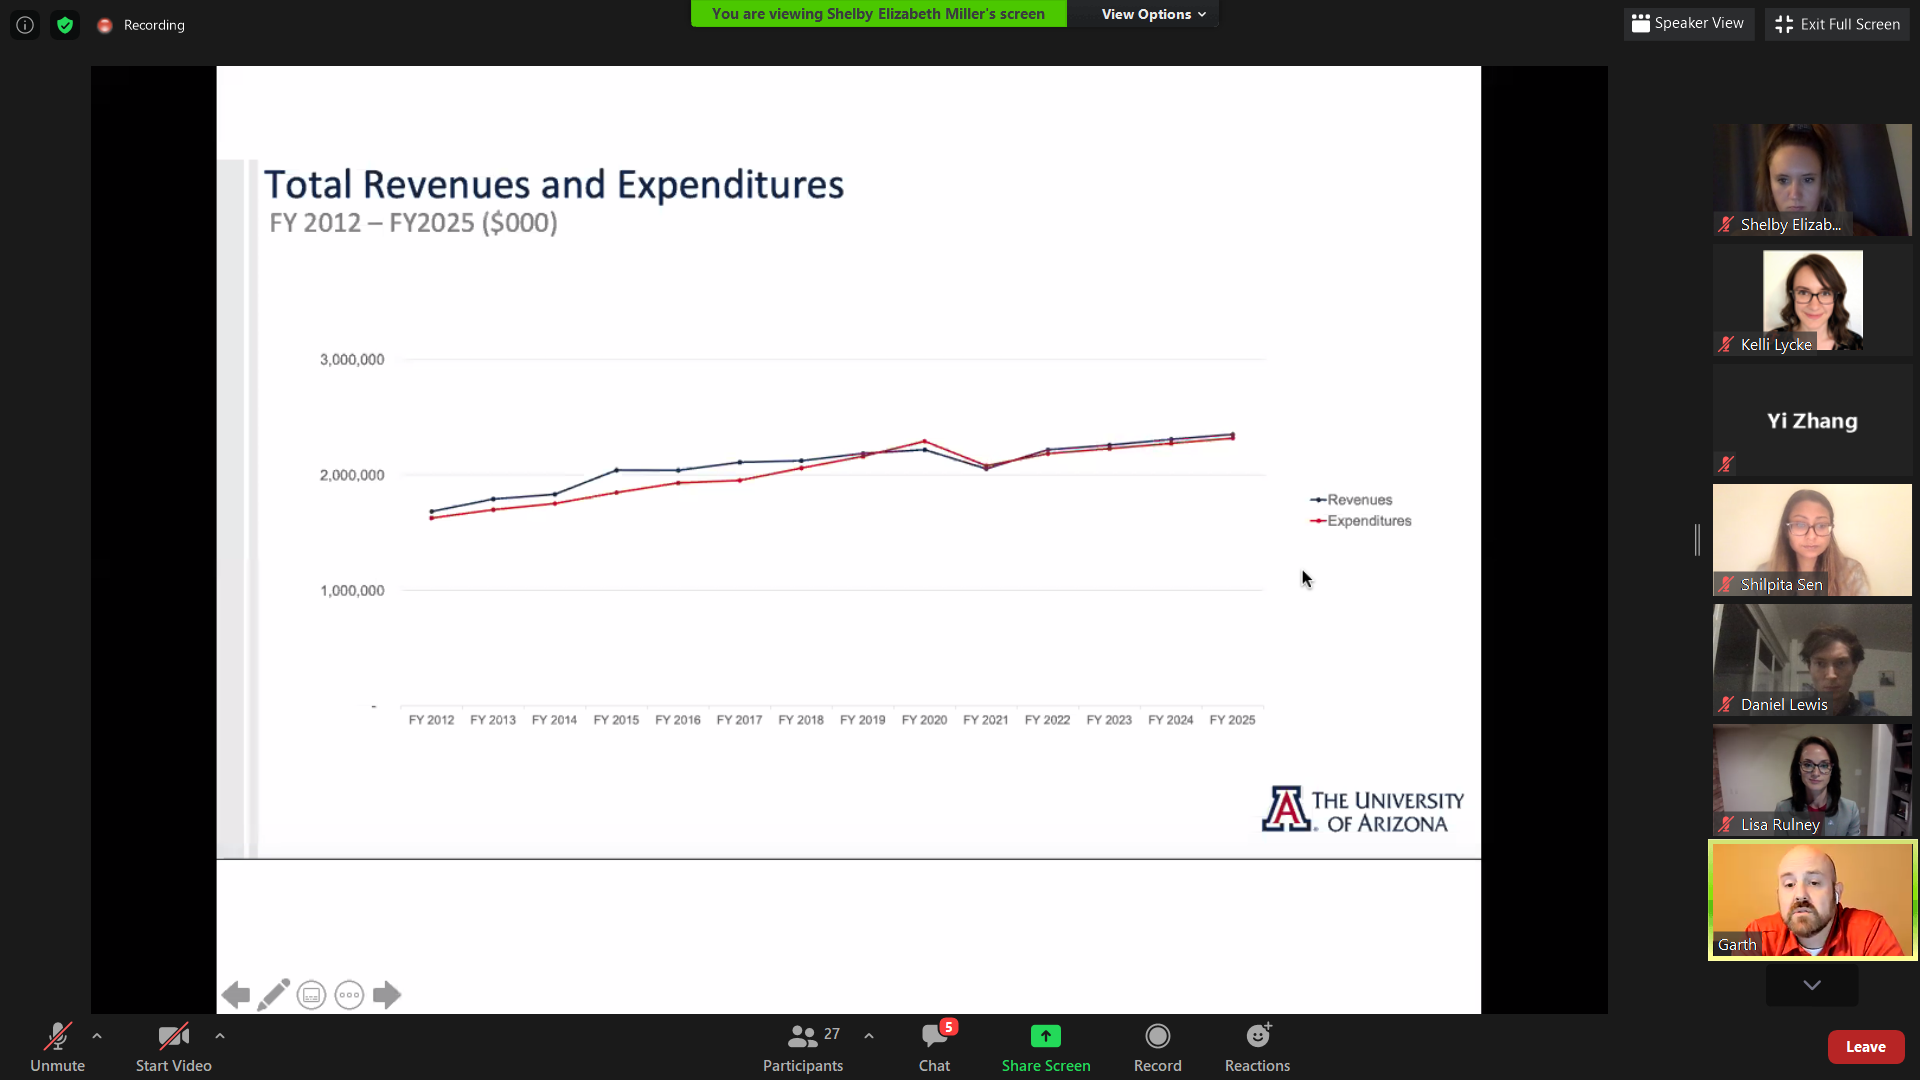 Recording
You are viewing Shelby Elizabeth Miller's screen
View Options
Speaker View
Exit Full Screen
Total Revenues and Expenditures
FY 2012 – FY2025 ($000)
3,000,000
2,000,000
1,000,000
-
FY 2012 FY 2013 FY 2014 FY 2015 FY 2016 FY 2017 FY 2018 FY 2019 FY 2020 FY 2021 FY 2022 FY 2023 FY 2024 FY 2025
Revenues
Expenditures
A
THE UNIVERSITY
OF ARIZONA
Shelby Elizab...
Kelli Lycke
Yi Zhang
Shilpita Sen
Daniel Lewis
Lisa Rulney
Garth
Unmute
Start Video
27
Participants
5
Chat
Share Screen
Record
Reactions
Leave